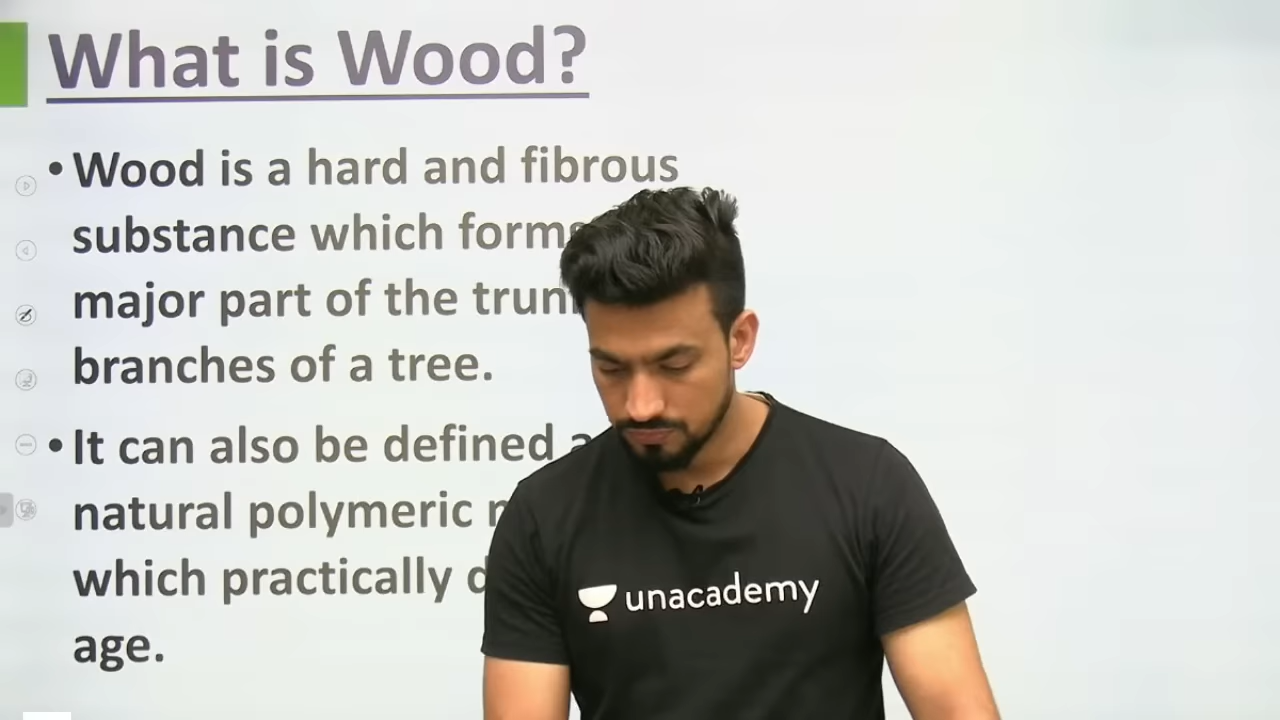 What is Wood?
• Wood is a hard and fibrous
substance which forms
major part of the trun
branches of a tree.
• It can also be defined a
natural polymeric
which practically d
age.
unacademy